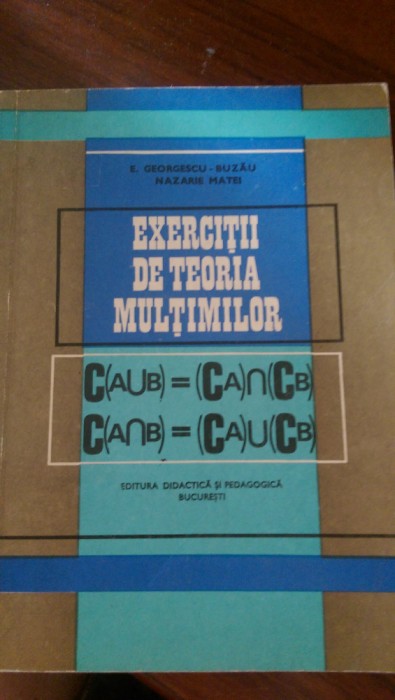 E. GEORGESCU-BUZĂU
NAZARIE MATEI
EXERCIȚII
DE TEORIA
MULȚIMILOR
C(A∪B) = (CA)∩(CB)
C(A∩B) = (CA)∪(CB)
EDITURA DIDACTICĂ ȘI PEDAGOGICĂ
BUCUREȘTI